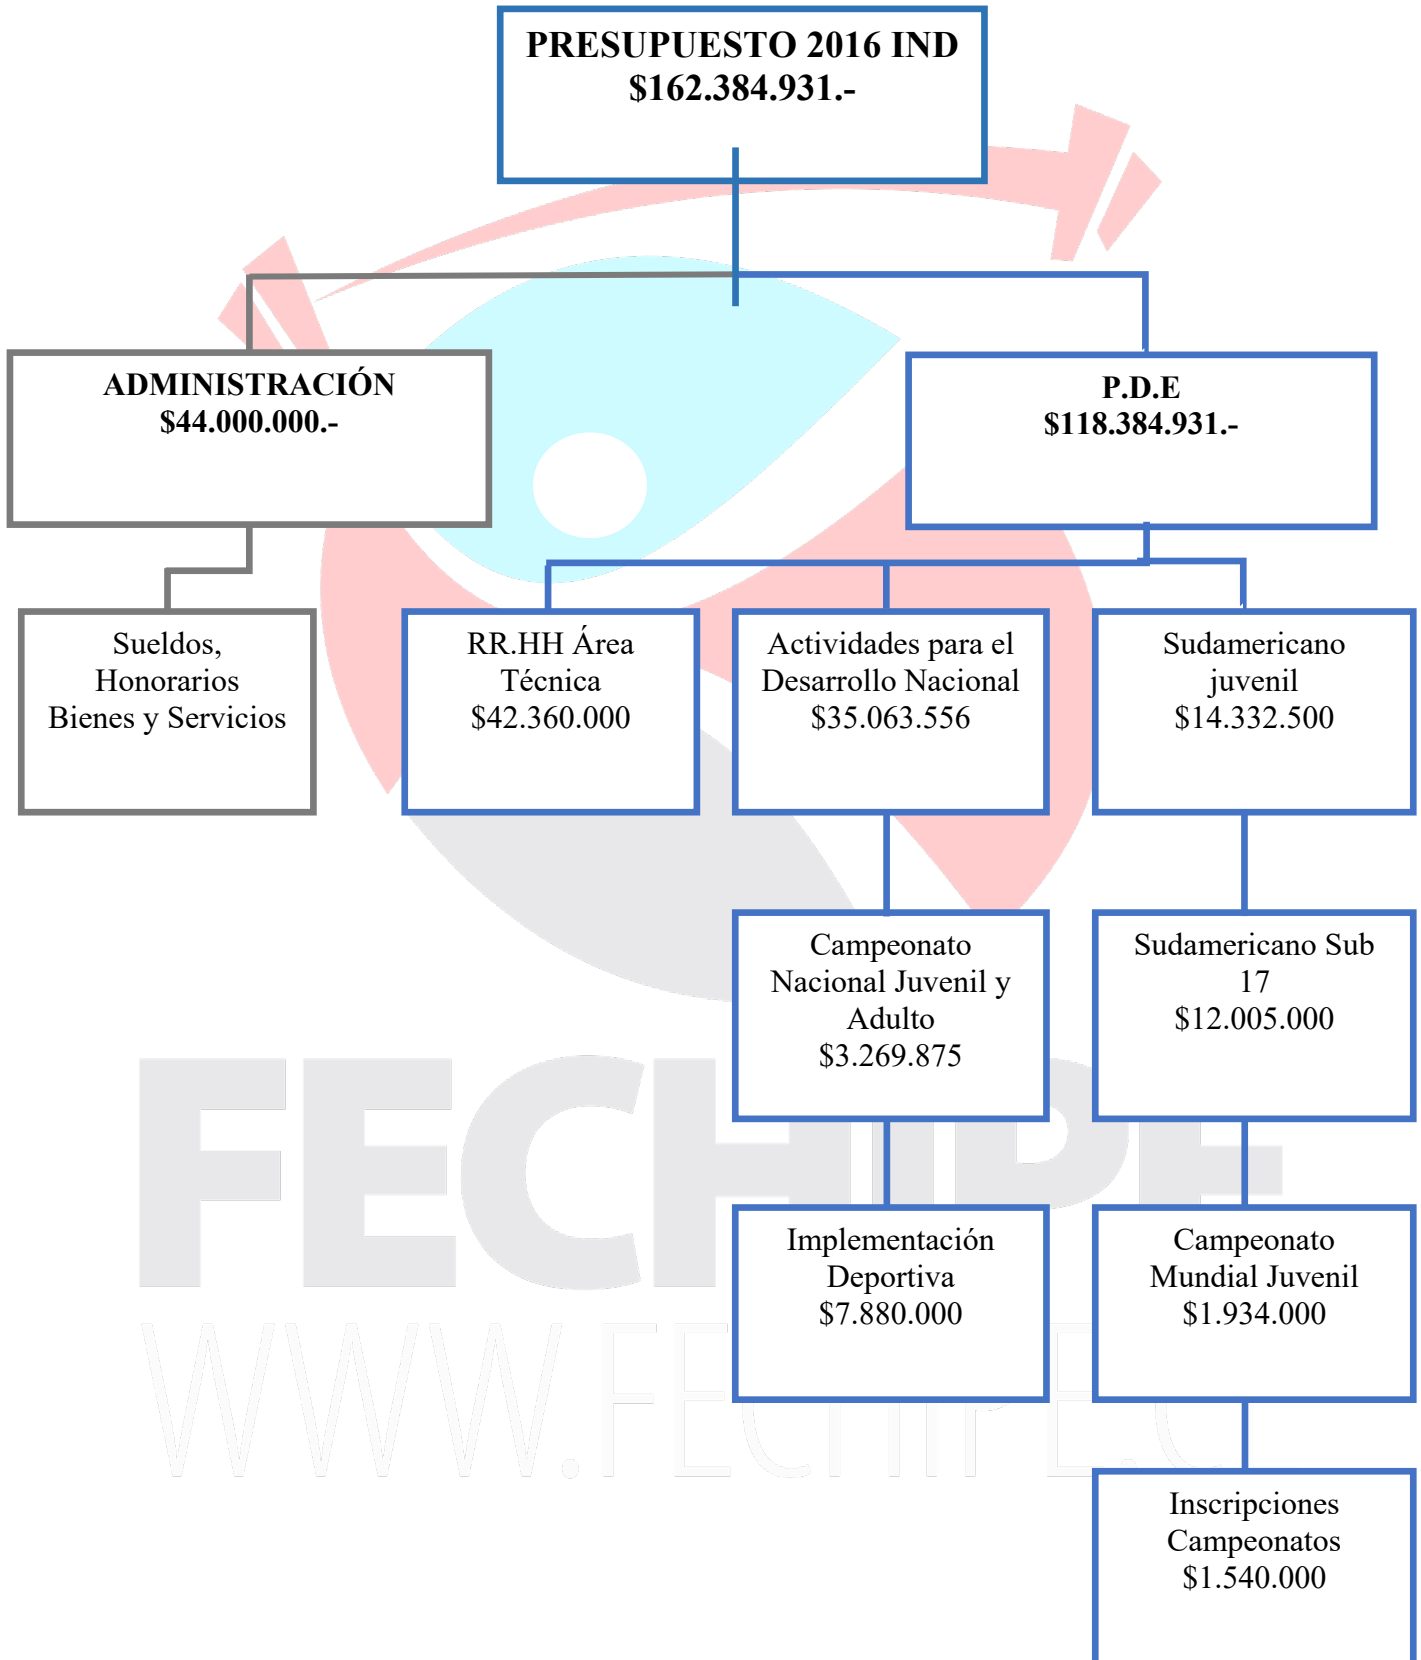 PRESUPUESTO 2016 IND
$162.384.931.-
ADMINISTRACIÓN
$44.000.000.-
P.D.E
$118.384.931.-
Sueldos,
Honorarios
Bienes y Servicios
RR.HH Área
Técnica
$42.360.000
Actividades para el
Desarrollo Nacional
$35.063.556
Sudamericano
juvenil
$14.332.500
Campeonato
Nacional Juvenil y
Adulto
$3.269.875
Sudamericano Sub
17
$12.005.000
Implementación
Deportiva
$7.880.000
Campeonato
Mundial Juvenil
$1.934.000
Inscripciones
Campeonatos
$1.540.000
FECHIPE